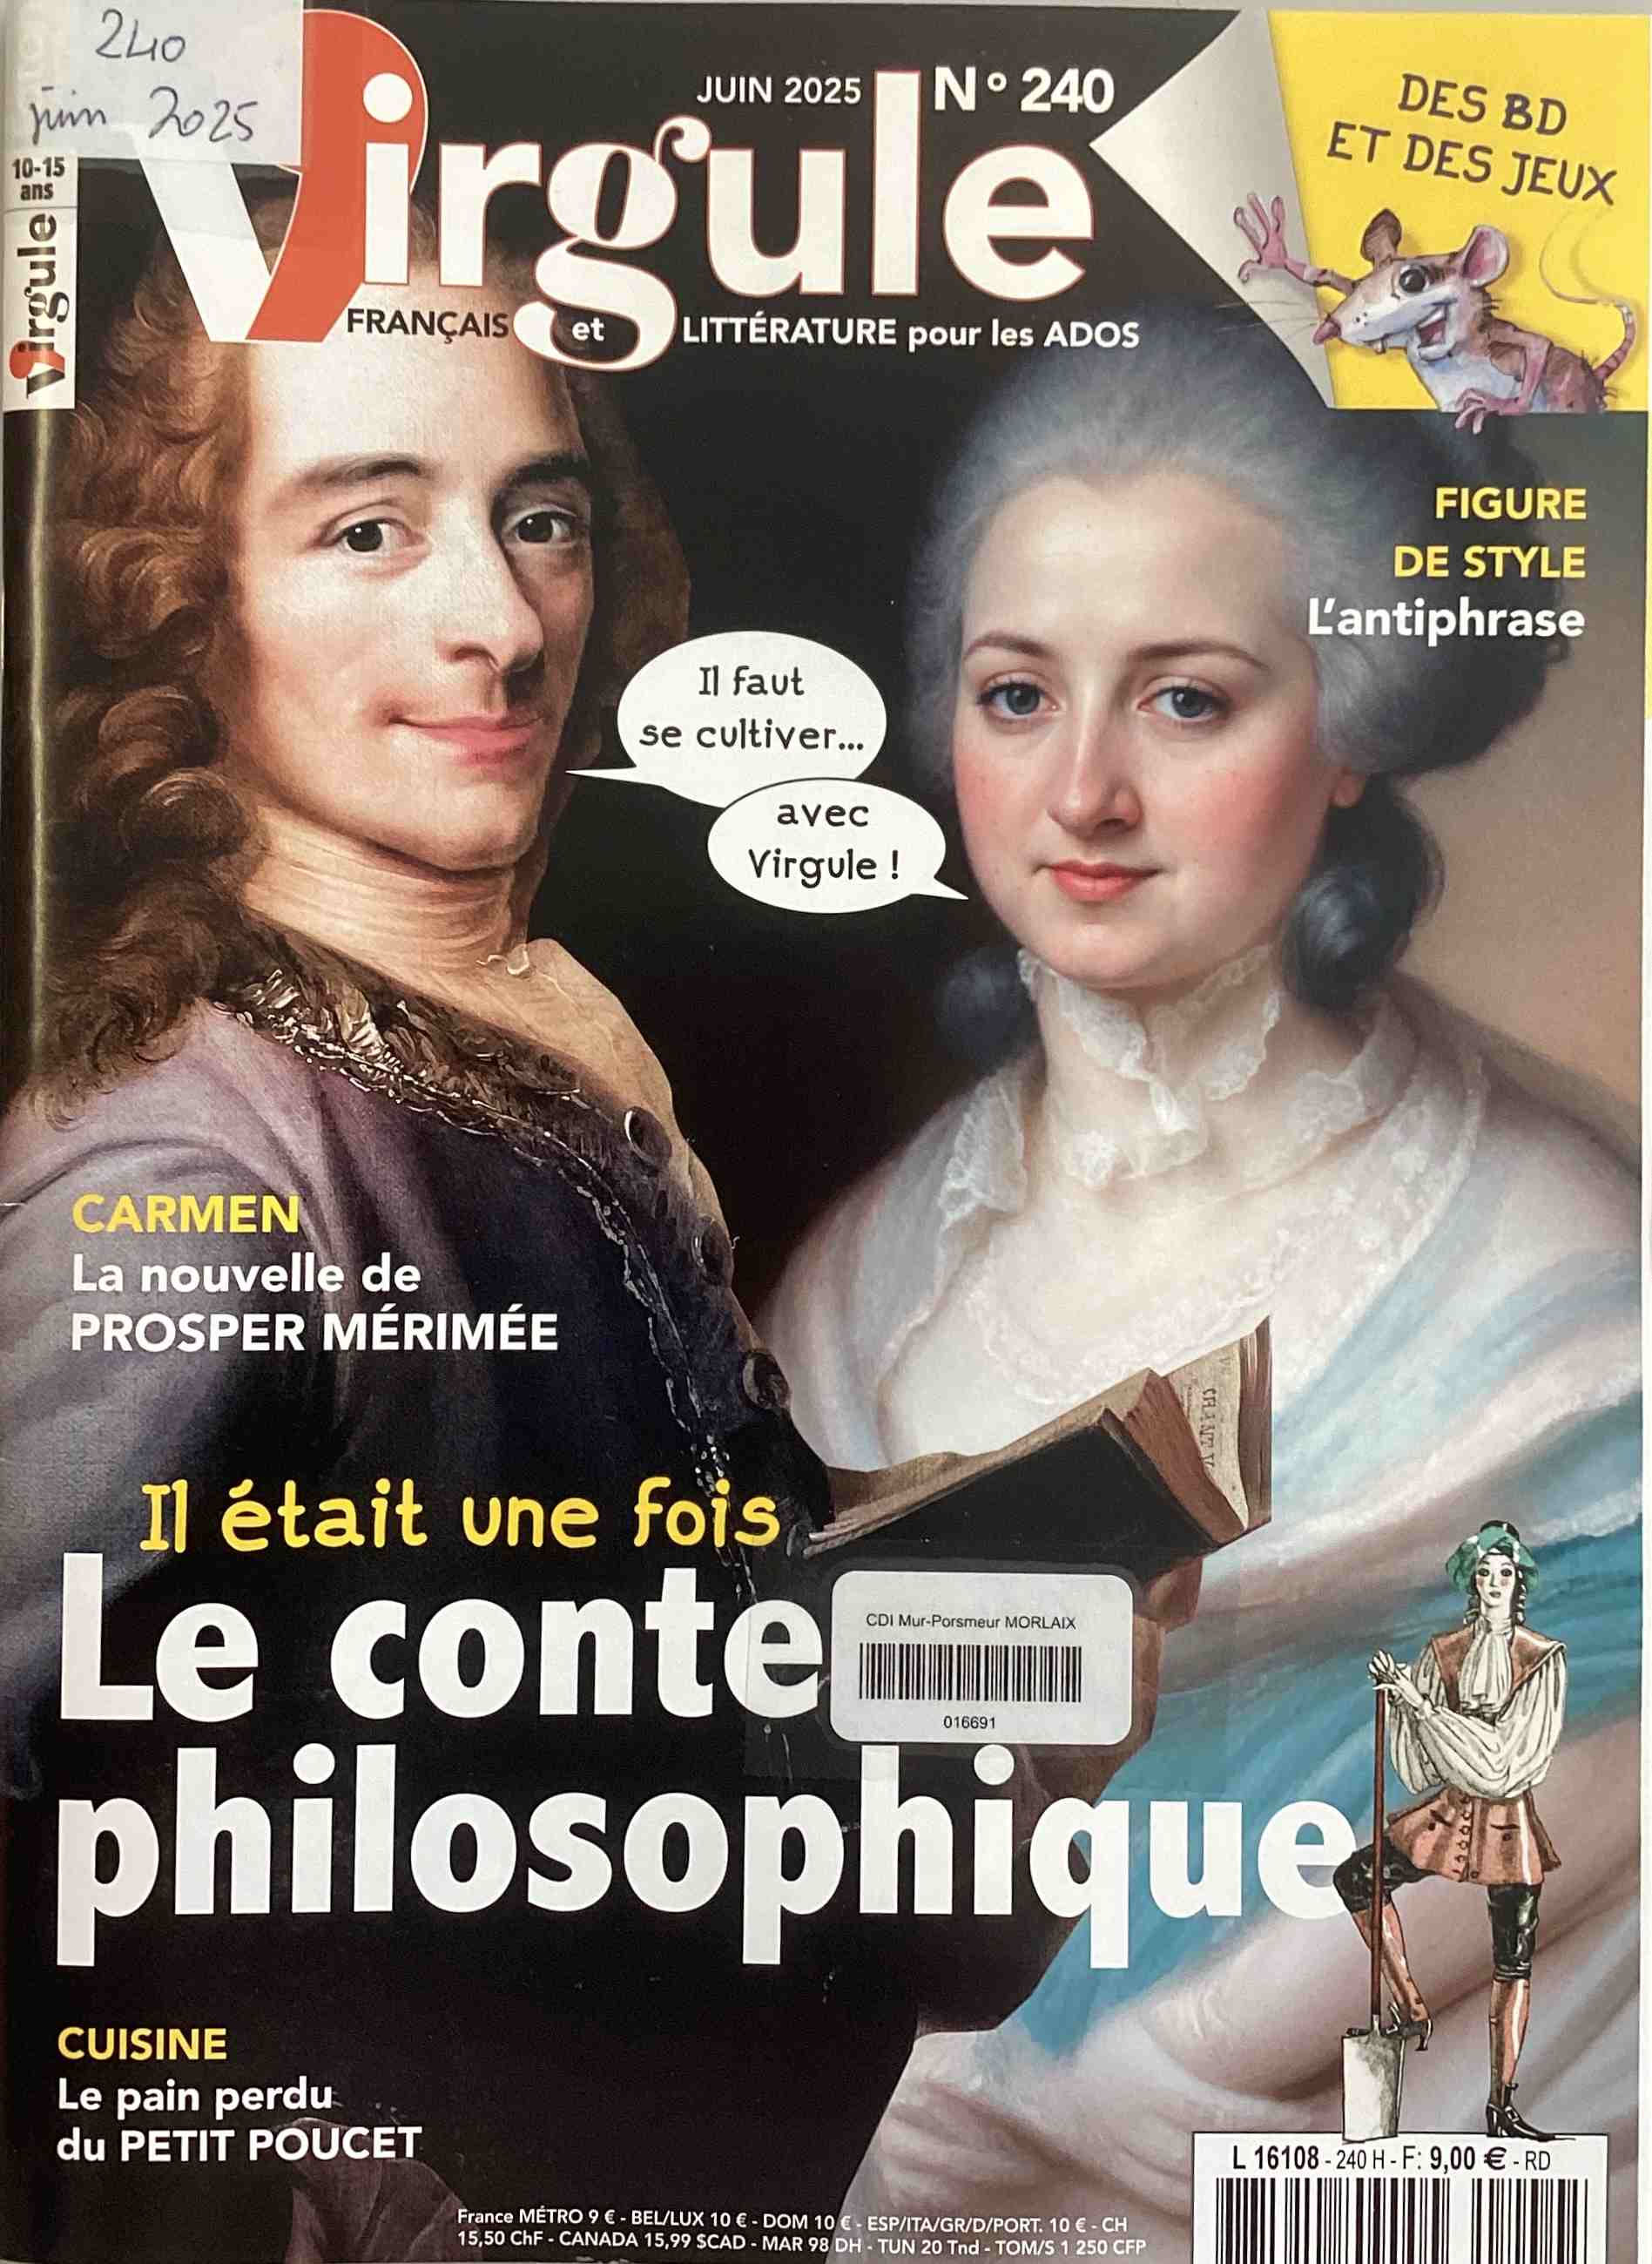 240
juin 2025
10-15
ans
Virgule
Virgule
JUIN 2025
N° 240
FRANÇAIS et LITTÉRATURE pour les ADOS
DES BD
ET DES JEUX
FIGURE
DE STYLE
L'antiphrase
Il faut
se cultiver...
avec
Virgule !
CARMEN
La nouvelle de
PROSPER MÉRIMÉE
Il était une fois
Le conte
philosophique
CDI Mur-Porsmeur MORLAIX
016691
CUISINE
Le pain perdu
du PETIT POUCET
L 16108 - 240 H - F: 9,00 € - RD
France MÉTRO 9 € - BEL/LUX 10 € - DOM 10 € - ESP/ITA/GR/D/PORT. 10 € - CH
15,50 ChF - CANADA 15,99 $CAD - MAR 98 DH - TUN 20 Tnd - TOM/S 1 250 CFP